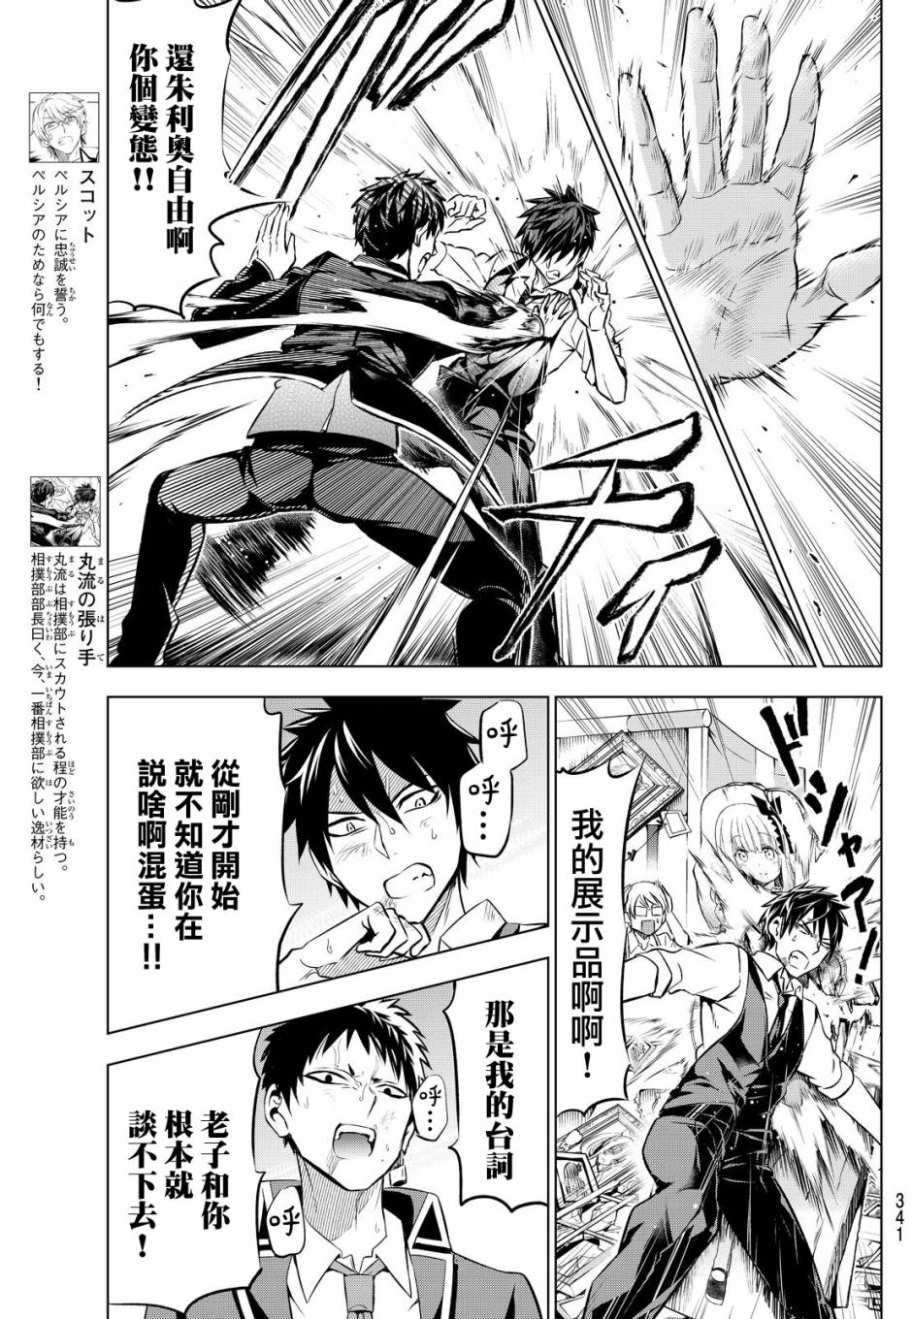 還朱利奧自由啊
你個變態!!
スコット
ペルシアに忠誠を誓う。
ペルシアのためなら何でもする!
丸流の張り手
丸流は相撲部にスカウトされる程の才能を持つ。
相撲部部長曰く、今、一番相撲部に欲しい逸材らしい。
ドッ
我的展示品啊啊!
呼
呼…
從剛才開始
就不知道你在
說啥啊混蛋…!!
那是我的台詞
呼…
呼
老子和你
根本就
談不下去!
341